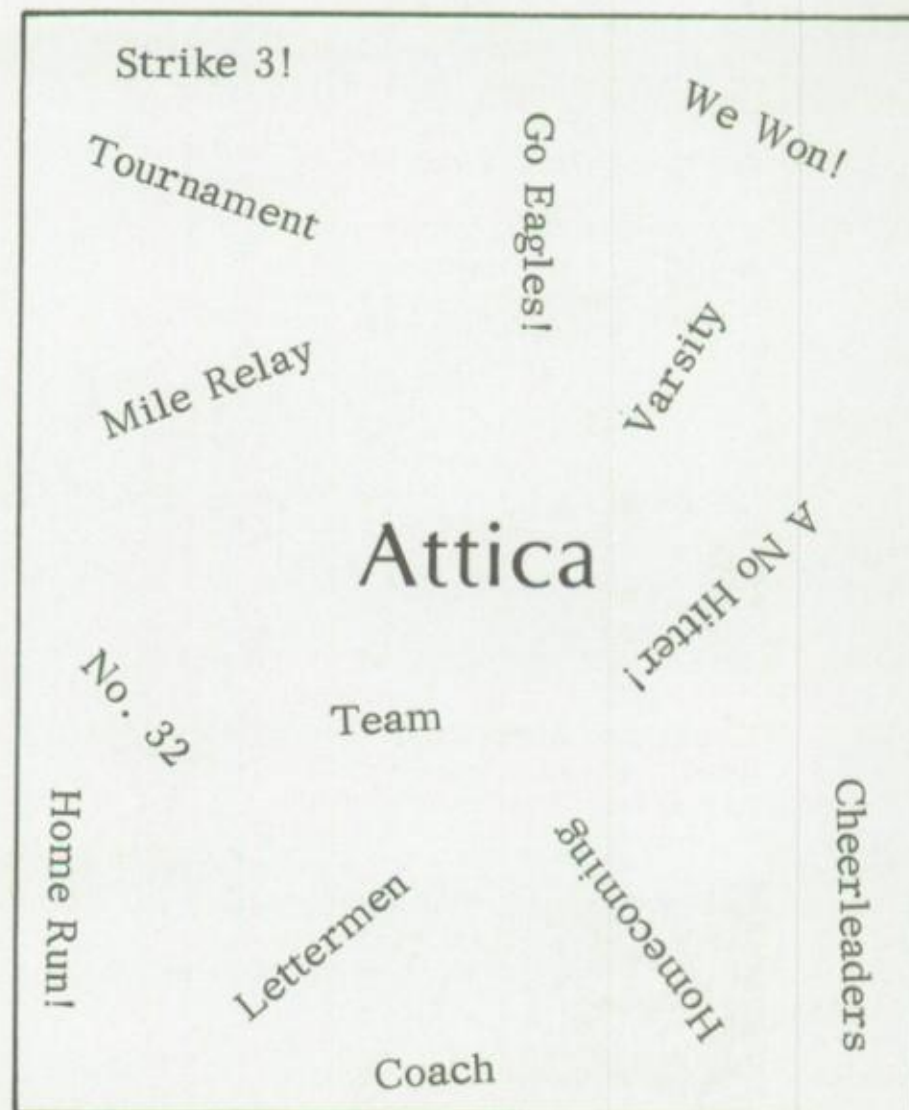 Strike 3!
We Won!
Go Eagles!
Tournament
Varsity
Mile Relay
Attica
A No Hitter!
No. 32
Team
Home Run!
Cheerleaders
Homecoming
Lettermen
Coach